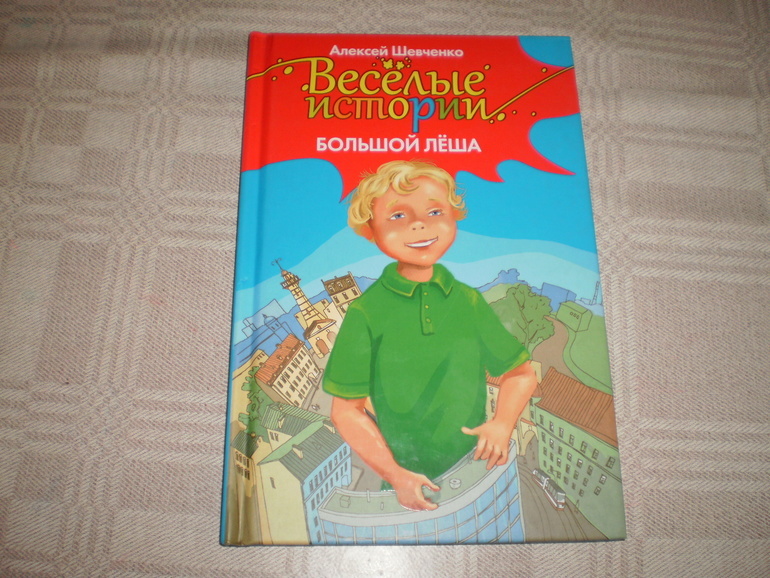 Алексей Шевченко
Весёлые
истории
БОЛЬШОЙ ЛЁША